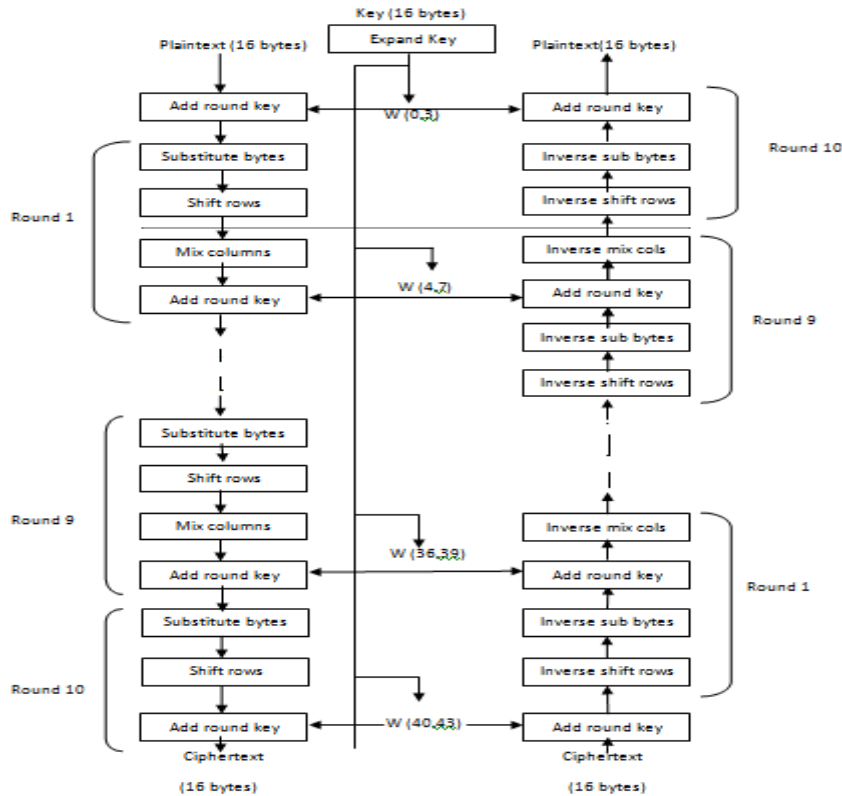 Key (16 bytes)
Expand Key
Plaintext (16 bytes)
Plaintext(16 bytes)
Add round key
W (0,3)
Add round key
Round 10
Substitute bytes
Inverse sub bytes
Round 1
Shift rows
Inverse shift rows
Mix columns
Inverse mix cols
Add round key
W (4,7)
Add round key
Round 9
Inverse sub bytes
Inverse shift rows
Substitute bytes
Shift rows
Round 9
Mix columns
Inverse mix cols
W (36,39)
Add round key
Add round key
Round 1
Substitute bytes
Inverse sub bytes
Shift rows
Inverse shift rows
Round 10
Add round key
W (40,43)
Add round key
Ciphertext
Ciphertext
(16 bytes)
(16 bytes)